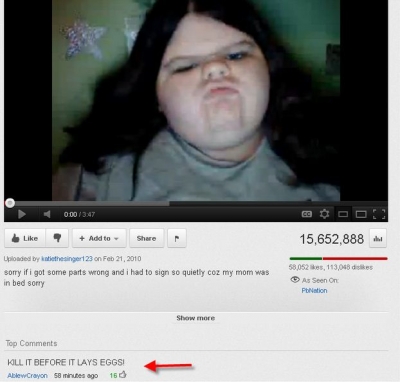 0:00 / 3:47
CC
Like
+ Add to
Share
15,652,888
Uploaded by katiethesinger123 on Feb 21, 2010
58,052 likes, 113,048 dislikes
sorry if i got some parts wrong and i had to sign so quietly coz my mom was
in bed sorry
As Seen On:
PbNation
Show more
Top Comments
KILL IT BEFORE IT LAYS EGGS!
AblewCrayon 58 minutes ago 16